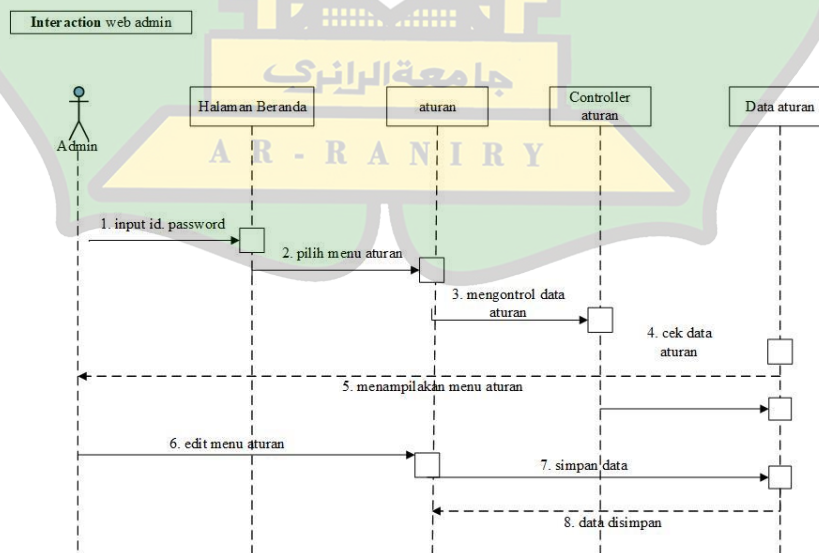 Interaction web admin
جامعة الرانري
Halaman Beranda
aturan
Controller
aturan
Data aturan
Admin
AR-RANIRY
1. input id. password
2. pilih menu aturan
3. mengontrol data
aturan
4. cek data
aturan
5. menampilakan menu aturan
6. edit menu aturan
7. simpan data
8. data disimpan